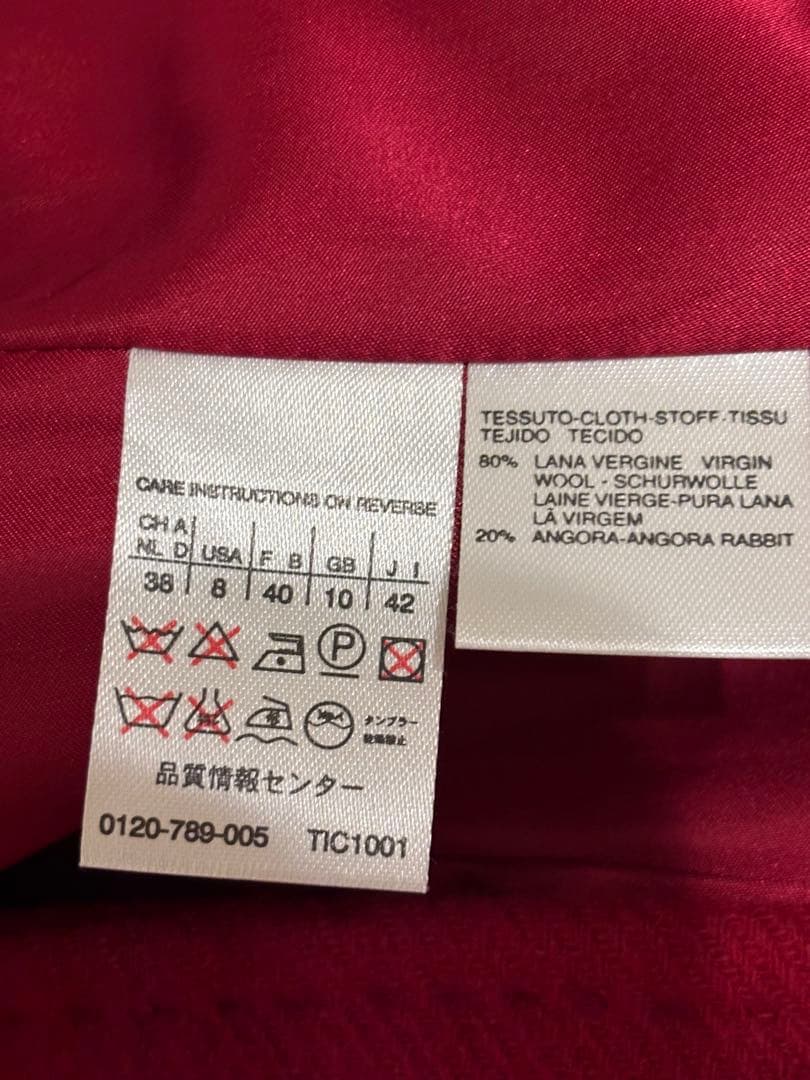 CARE INSTRUCTIONS ON REVERSE
CH A
NL D USA F B GB J I
38 8 40 10 42
P
タンブラー
乾燥禁止
品質情報センター
0120-789-005 TIC1001
TESSUTO-CLOTH-STOFF-TISSU
TEJIDO TECIDO
80% LANA VERGINE VIRGIN
WOOL - SCHURWOLLE
LAINE VIERGE-PURA LANA
LÃ VIRGEM
20% ANGORA-ANGORA RABBIT